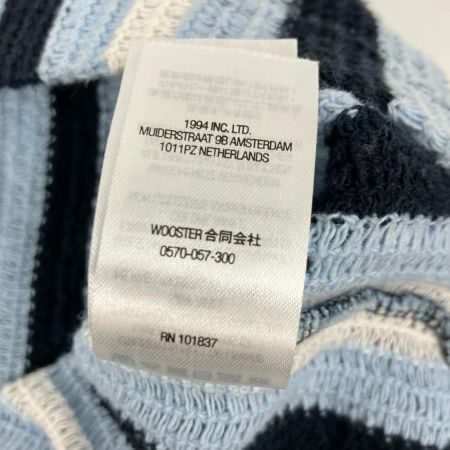 1994 INC. LTD.
MUIDERSTRAAT 9B AMSTERDAM
1011PZ NETHERLANDS
WOOSTER 合同会社
0570-057-300
RN 101837